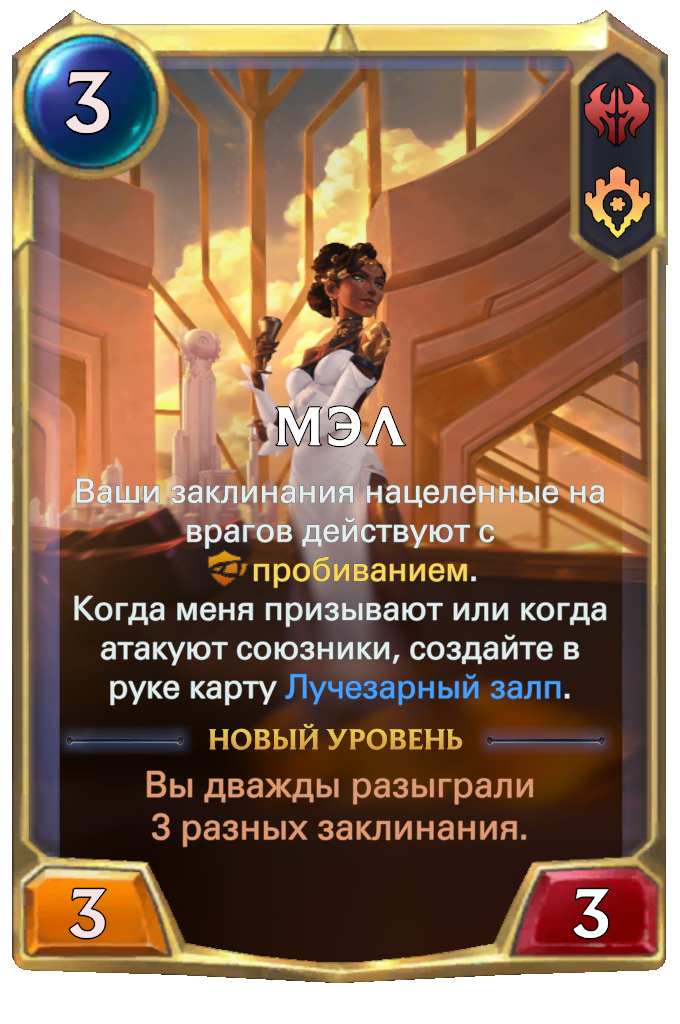 3
МЭЛ
Ваши заклинания нацеленные на
врагов действуют с
пробиванием.
Когда меня призывают или когда
атакуют союзники, создайте в
руке карту Лучезарный залп.
НОВЫЙ УРОВЕНЬ
Вы дважды разыграли
3 разных заклинания.
3
3